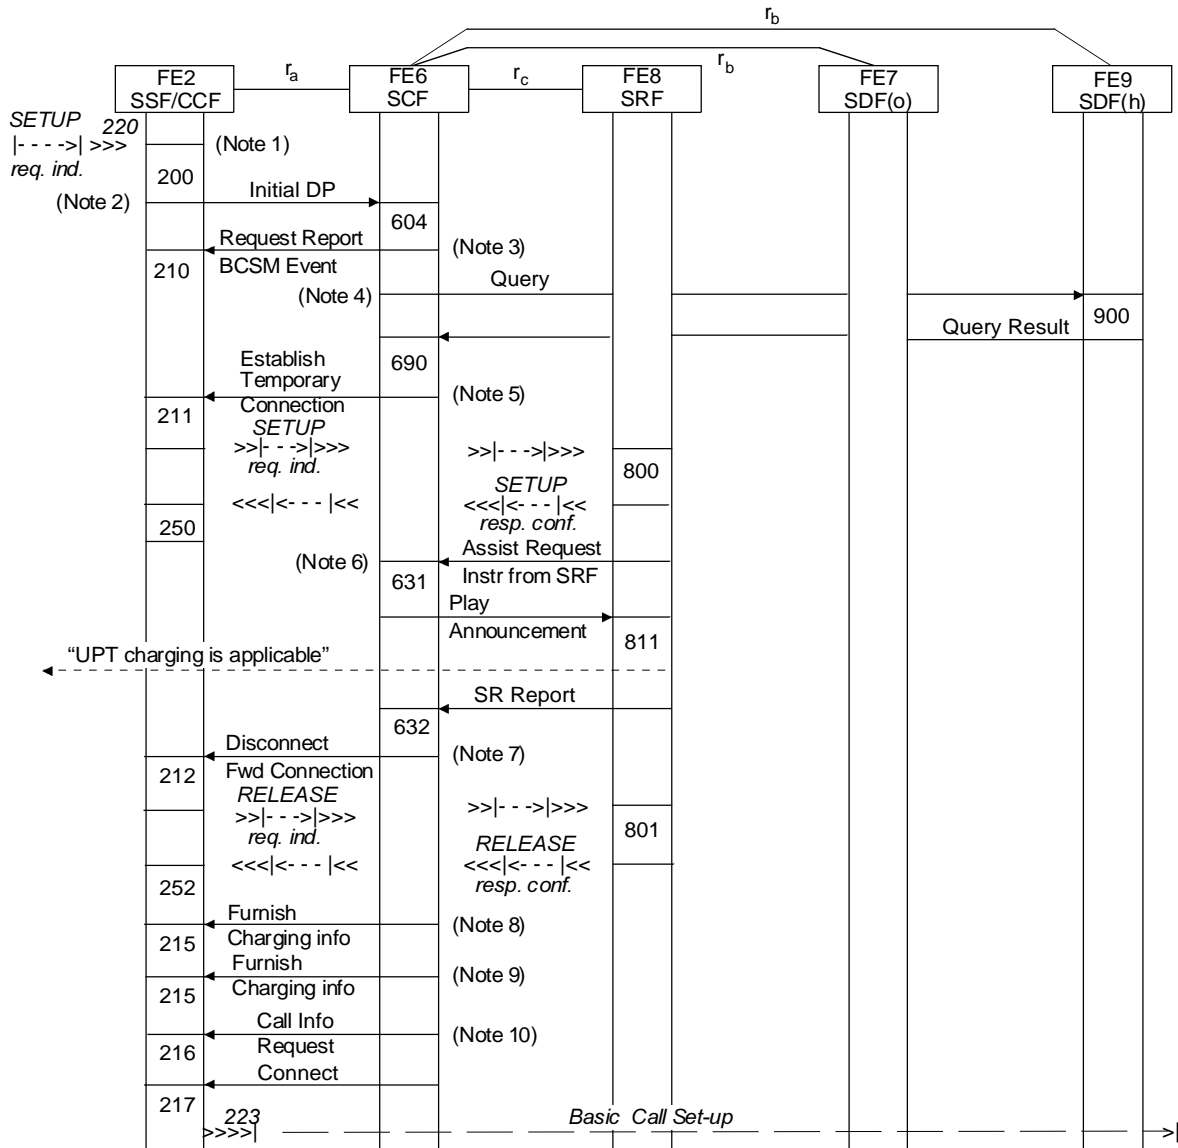 r_b
r_a
r_c
r_b
FE2
SSF/CCF
FE6
SCF
FE8
SRF
FE7
SDF(o)
FE9
SDF(h)
SETUP 220
|- - - ->| >>>
req. ind.
(Note 1)
200
(Note 2)
Initial DP
604
Request Report
(Note 3)
210
BCSM Event
(Note 4)
Query
900
Query Result
Establish
690
Temporary
(Note 5)
211
Connection
SETUP
>>|- - ->|>>>
>>|- - ->|>>>
req. ind.
800
SETUP
<<<|<- - - |<<
<<<|<- - - |<<
resp. conf.
250
(Note 6)
Assist Request
631
Instr from SRF
Play
Announcement
811
“UPT charging is applicable”
SR Report
632
Disconnect
(Note 7)
212
Fwd Connection
RELEASE
>>|- - ->|>>>
>>|- - ->|>>>
req. ind.
801
RELEASE
<<<|<- - - |<<
<<<|<- - - |<<
resp. conf.
252
Furnish
(Note 8)
215
Charging info
Furnish
(Note 9)
215
Charging info
Call Info
(Note 10)
216
Request
Connect
217
223
Basic Call Set-up
>>>>|
>|